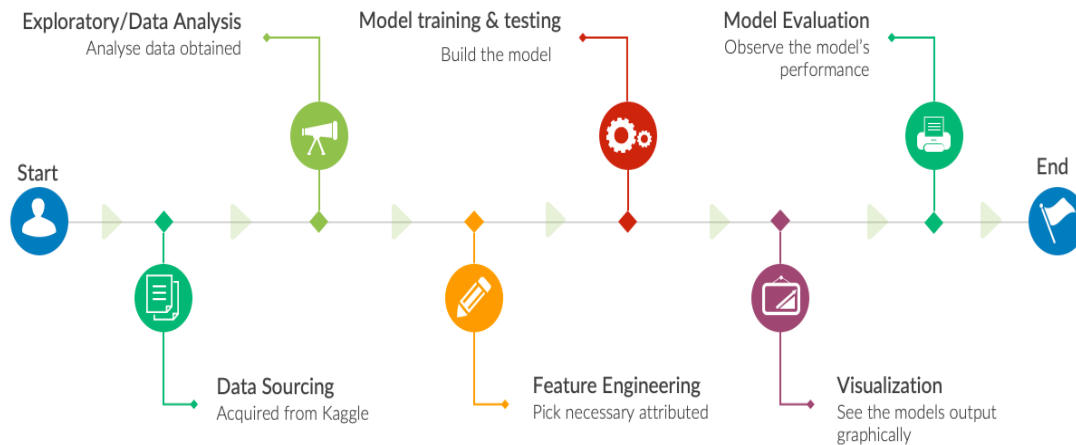 Exploratory/Data Analysis
Analyse data obtained
Model training & testing
Build the model
Model Evaluation
Observe the model's
performance
Start
End
Data Sourcing
Acquired from Kaggle
Feature Engineering
Pick necessary attributed
Visualization
See the models output
graphically